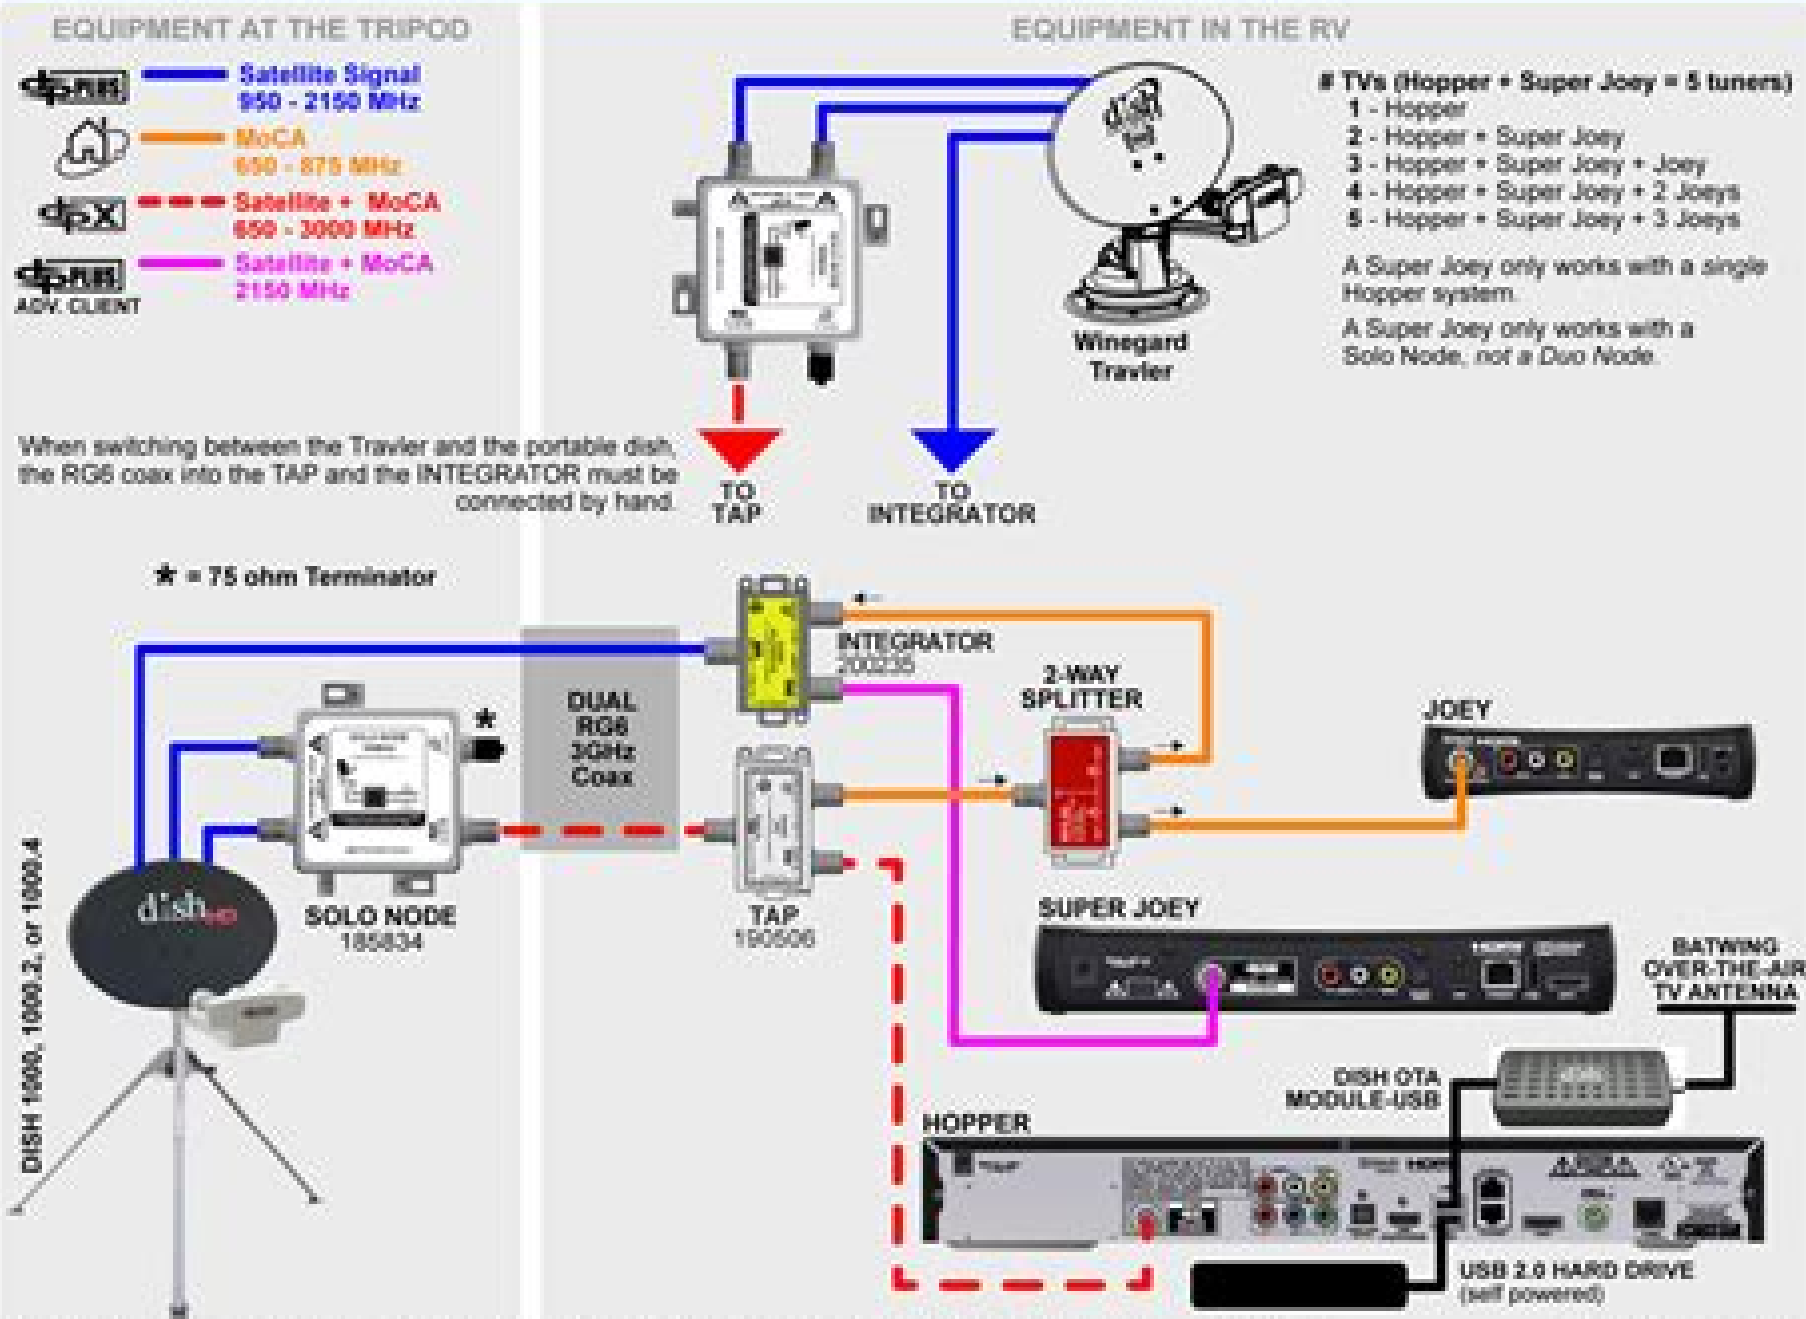 EQUIPMENT AT THE TRIPOD
dpPLUS
Satellite Signal
950 - 2150 MHz
MoCA
650 - 875 MHz
dpX
Satellite + MoCA
650 - 3000 MHz
dpPLUS
ADV. CLIENT
Satellite + MoCA
2150 MHz
EQUIPMENT IN THE RV
# TVs (Hopper + Super Joey = 5 tuners)
1 - Hopper
2 - Hopper + Super Joey
3 - Hopper + Super Joey + Joey
4 - Hopper + Super Joey + 2 Joeys
5 - Hopper + Super Joey + 3 Joeys
A Super Joey only works with a single
Hopper system.
A Super Joey only works with a
Solo Node, not a Duo Node.
dish
Winegard
Travler
When switching between the Travler and the portable dish,
the RG6 coax into the TAP and the INTEGRATOR must be
connected by hand.
TO
TAP
TO
INTEGRATOR
* = 75 ohm Terminator
INTEGRATOR
200235
2-WAY
SPLITTER
*
DUAL
RG6
3GHz
Coax
JOEY
dish HD
SOLO NODE
185834
TAP
190506
DISH 1000, 1000.2, or 1000.4
SUPER JOEY
BATWING
OVER-THE-AIR
TV ANTENNA
DISH OTA
MODULE-USB
HOPPER
USB 2.0 HARD DRIVE
(self powered)